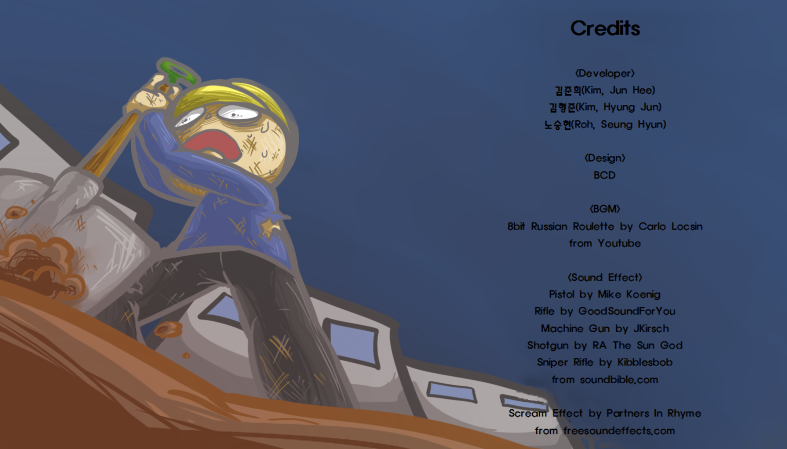 Credits
<Developer>
김준희(Kim, Jun Hee)
김형준(Kim, Hyung Jun)
노승현(Roh, Seung Hyun)
<Design>
BCD
<BGM>
8bit Russian Roulette by Carlo Locsin
from Youtube
<Sound Effect>
Pistol by Mike Koenig
Rifle by GoodSoundForYou
Machine Gun by JKirsch
Shotgun by RA The Sun God
Sniper Rifle by Kibblesbob
from soundbible.com
Scream Effect by Partners In Rhyme
from freesoundeffects.com